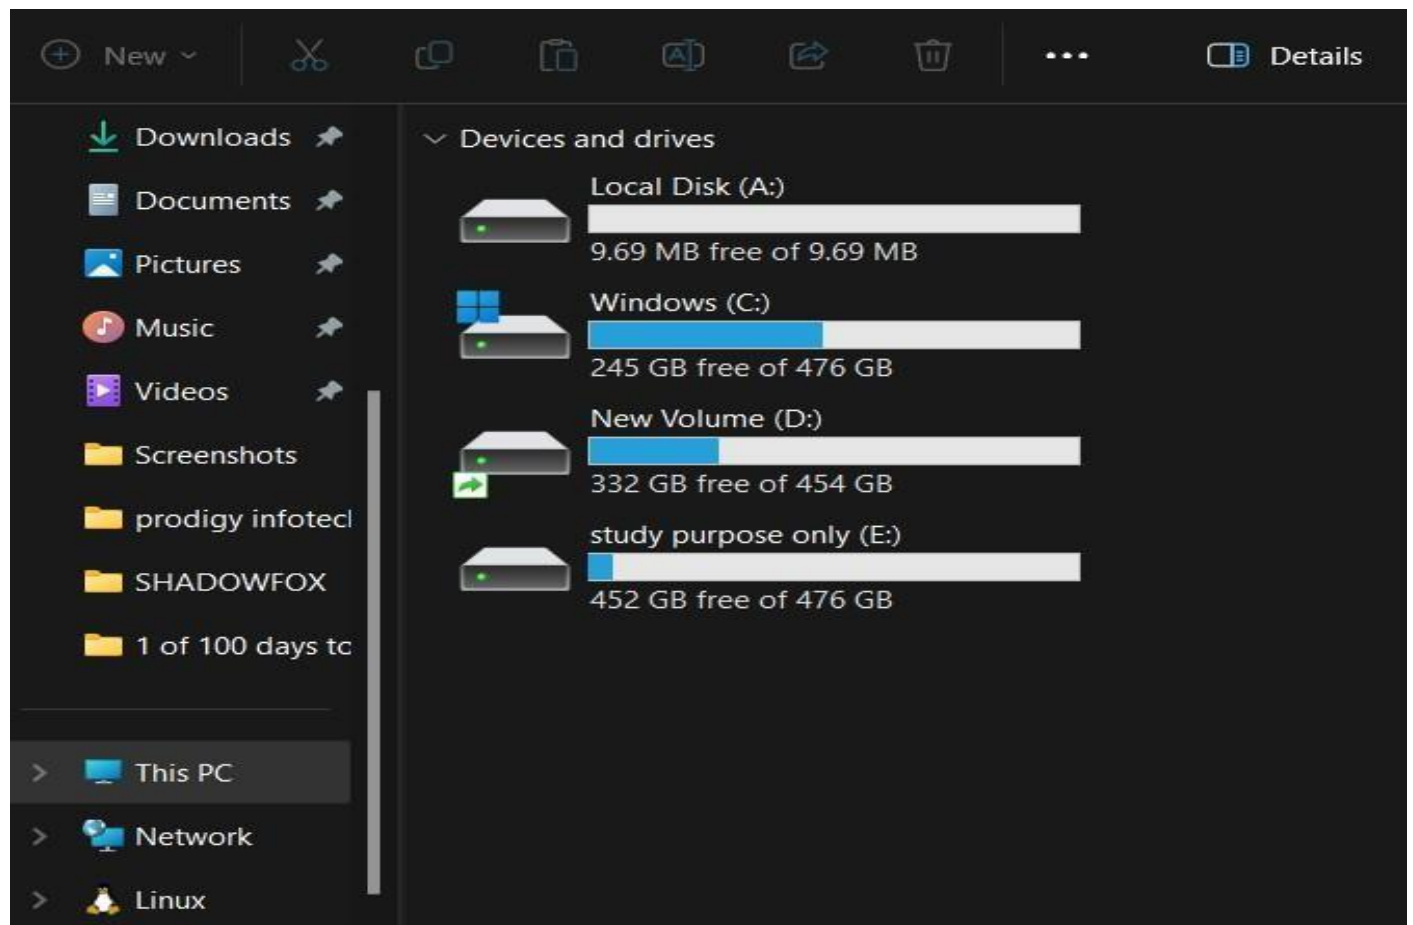 New
Details
Downloads
Documents
Pictures
Music
Videos
Screenshots
prodigy infotecl
SHADOWFOX
1 of 100 days to
This PC
Network
Linux
Devices and drives
Local Disk (A:)
9.69 MB free of 9.69 MB
Windows (C:)
245 GB free of 476 GB
New Volume (D:)
332 GB free of 454 GB
study purpose only (E:)
452 GB free of 476 GB